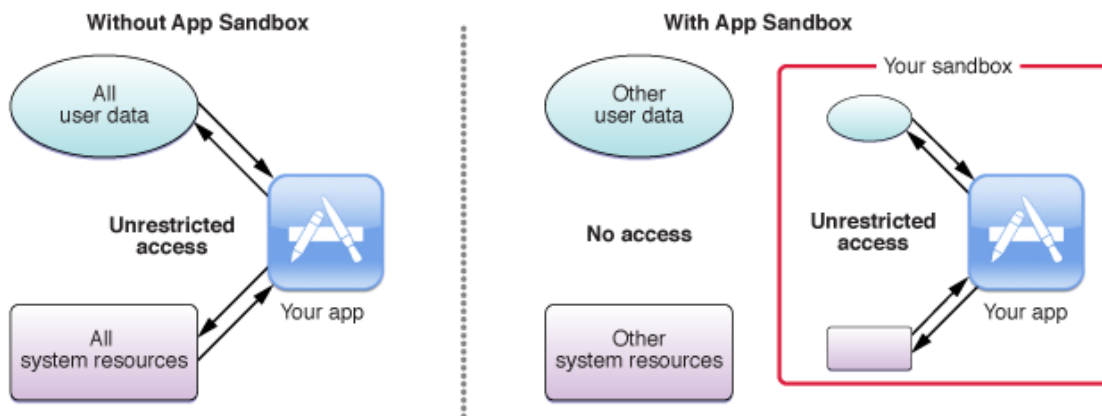 Without App Sandbox
All
user data
Unrestricted
access
Your app
All
system resources
With App Sandbox
Other
user data
No access
Other
system resources
Your sandbox
Unrestricted
access
Your app